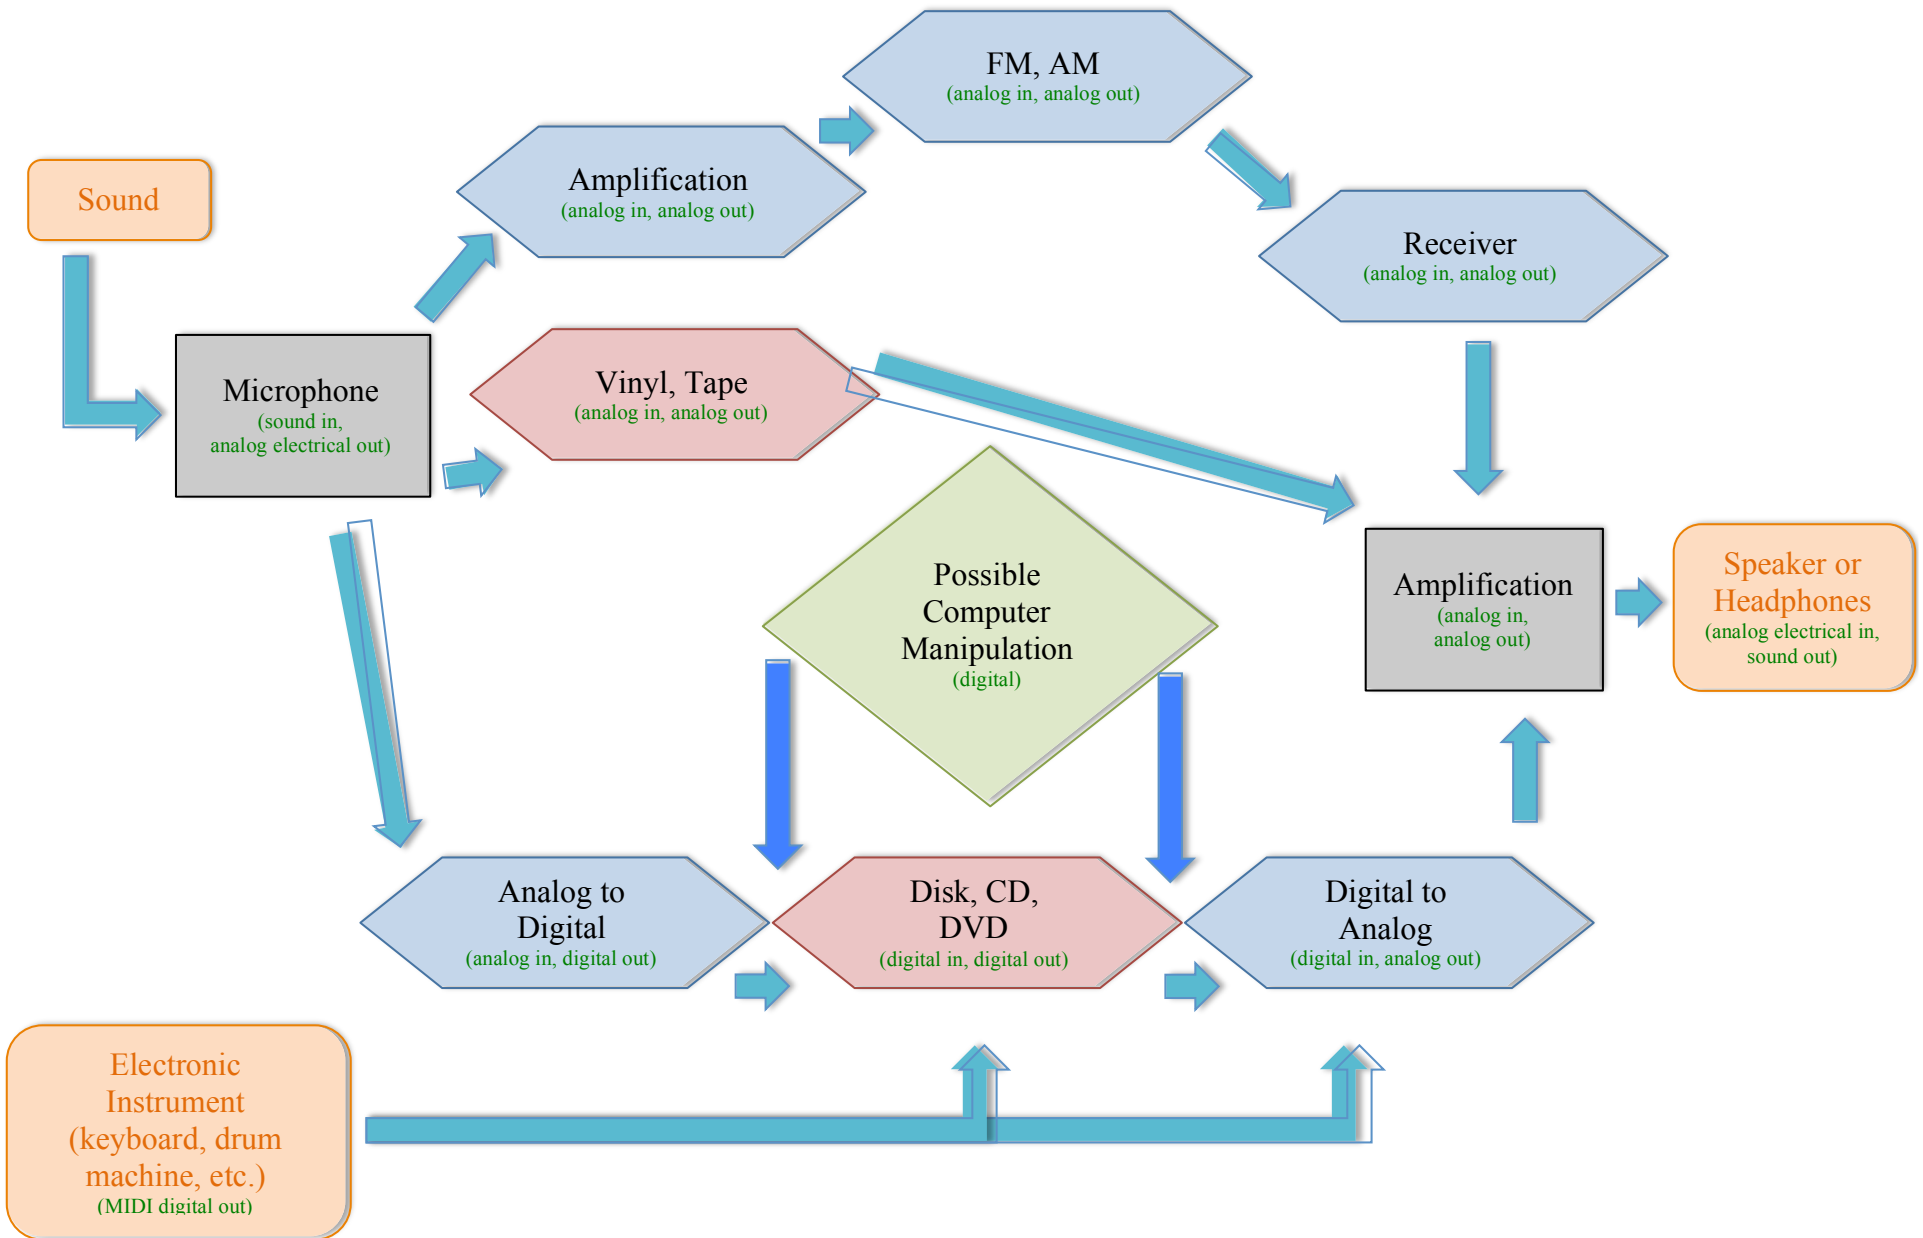 FM, AM
(analog in, analog out)
Amplification
(analog in, analog out)
Sound
Receiver
(analog in, analog out)
Microphone
(sound in,
analog electrical out)
Vinyl, Tape
(analog in, analog out)
Possible
Computer
Manipulation
(digital)
Amplification
(analog in,
analog out)
Speaker or
Headphones
(analog electrical in,
sound out)
Analog to
Digital
(analog in, digital out)
Disk, CD,
DVD
(digital in, digital out)
Digital to
Analog
(digital in, analog out)
Electronic
Instrument
(keyboard, drum
machine, etc.)
(MIDI digital out)